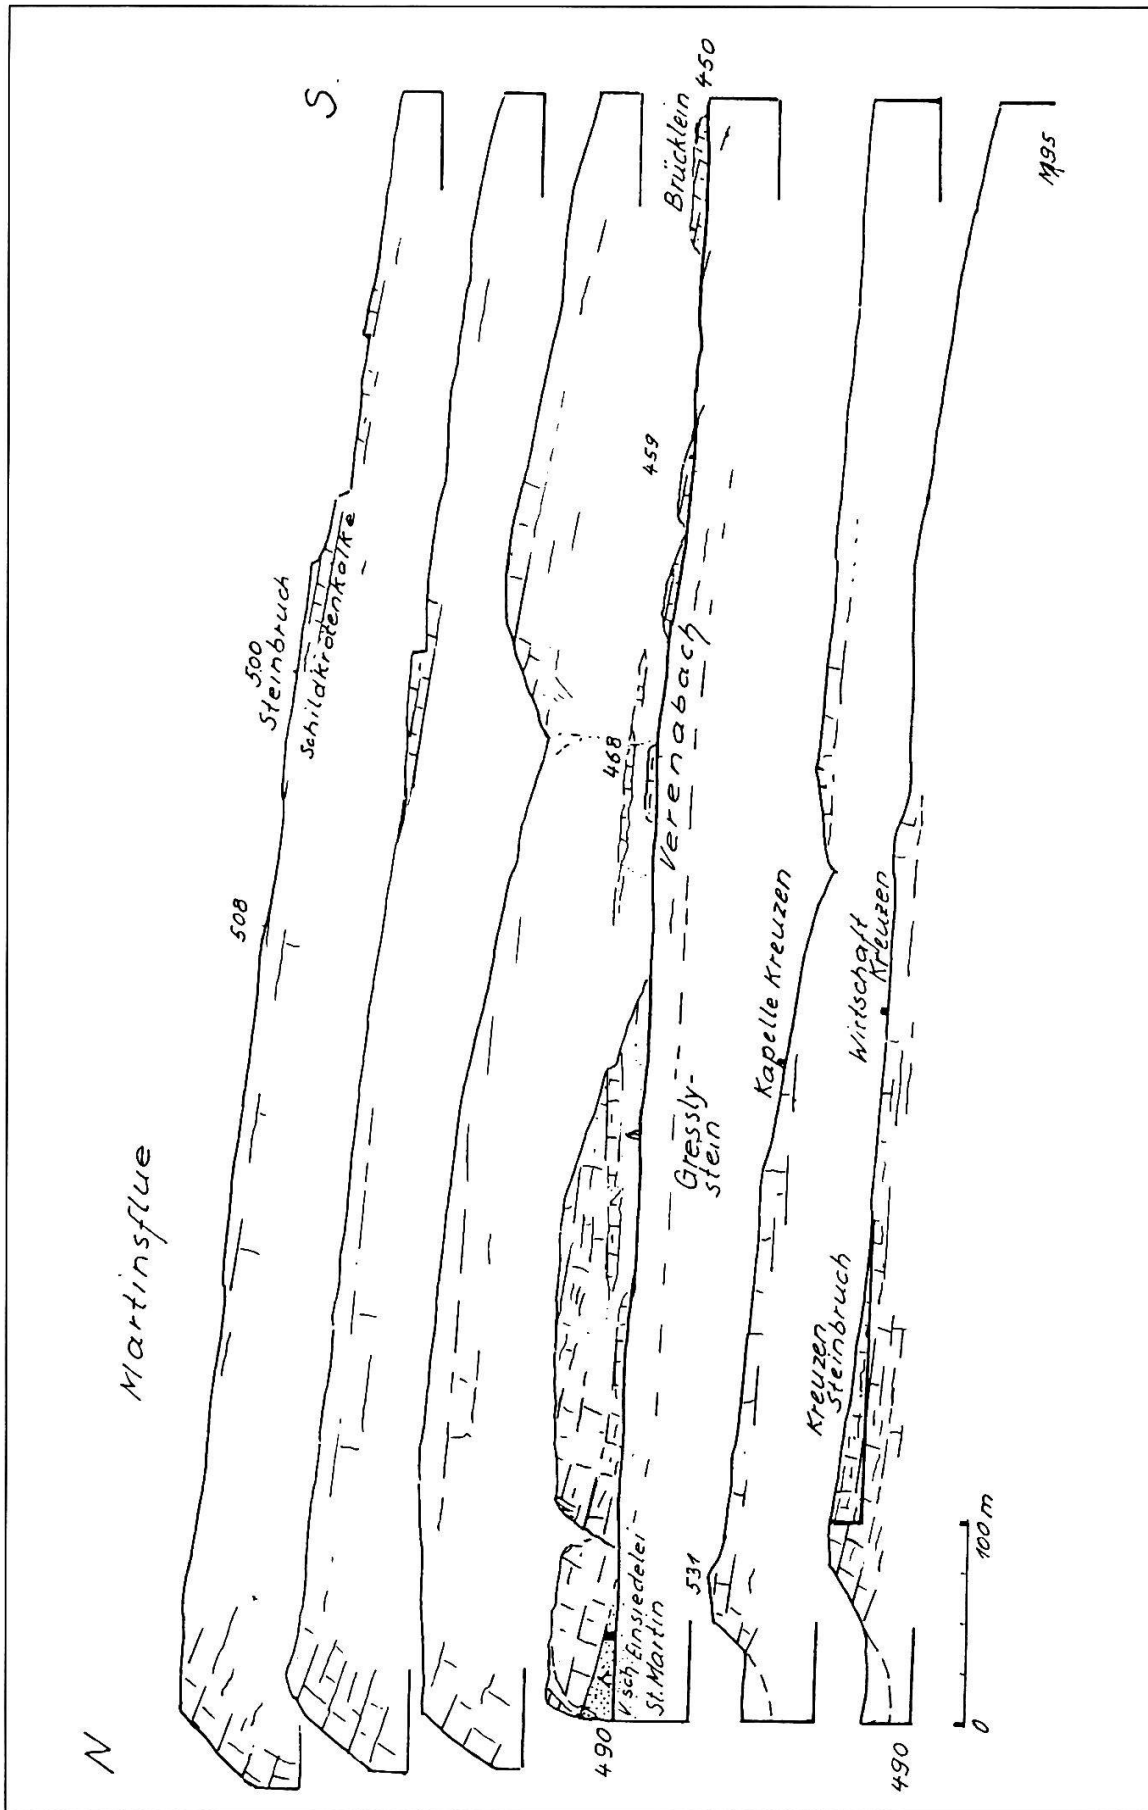 Martinsflue
N
S.
508
500
Steinbruch
Schildkrötenkalke
468
459
Brücklein
450
Verenabach
Gressly-
stein
490
V sch Einsiedelei
St. Martin
531
Kapelle Kreuzen
Kreuzen
Steinbruch
Wirtschaft
Kreuzen
490
0
100 m